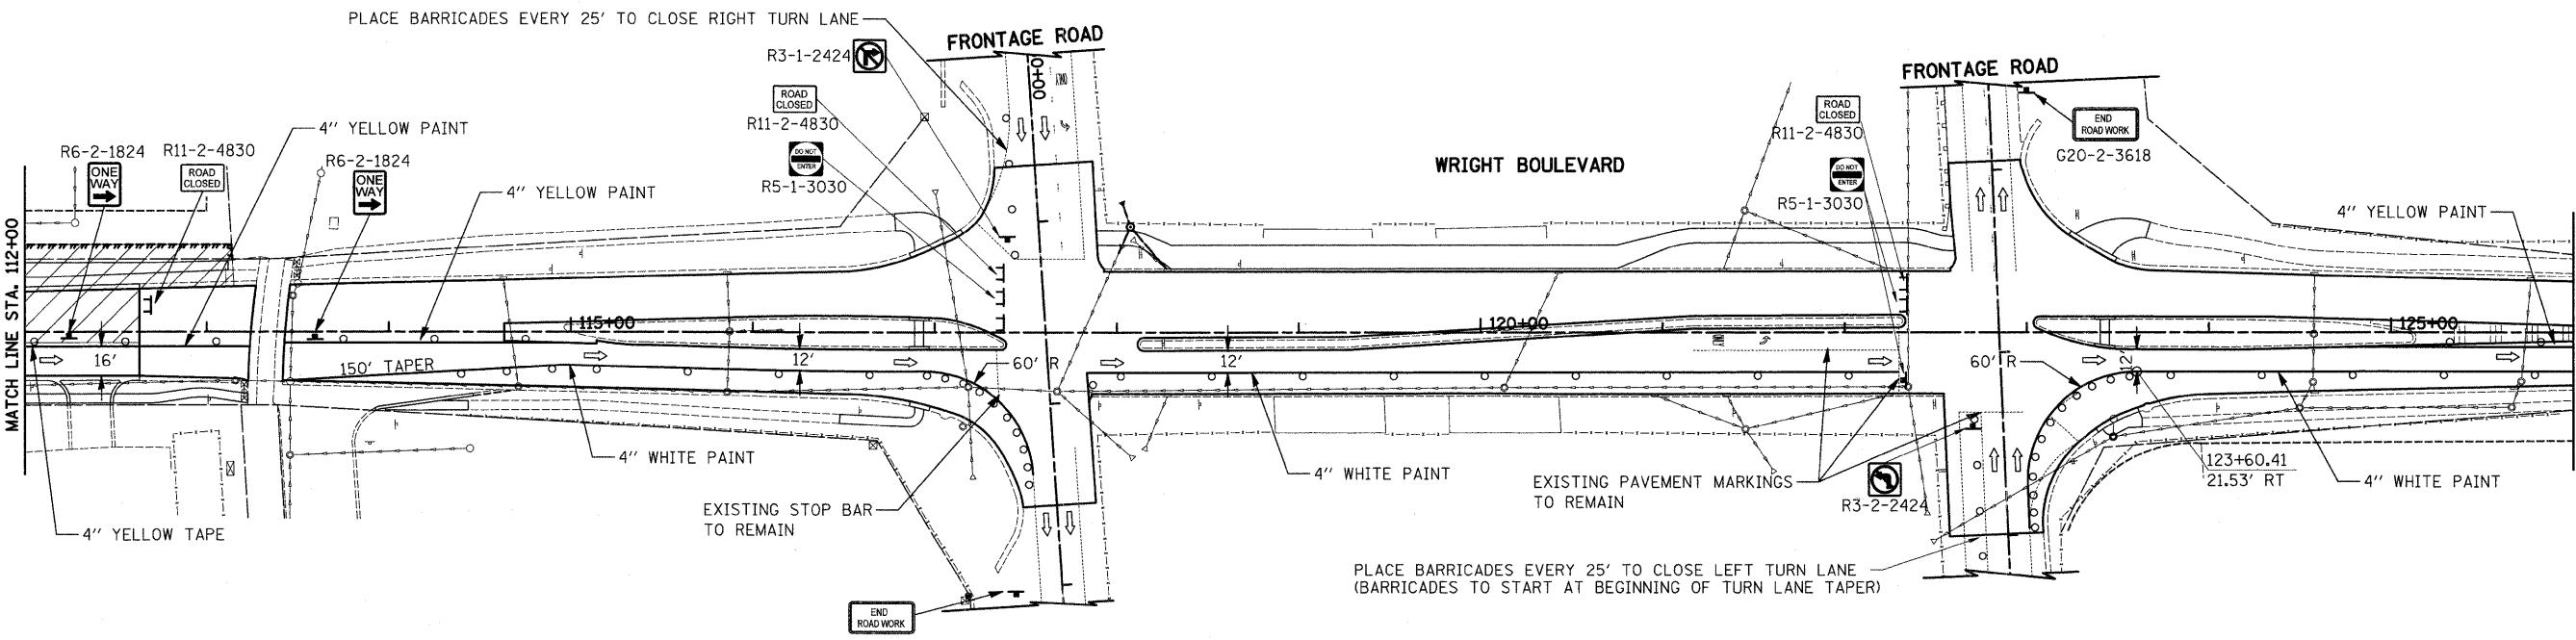 PLACE BARRICADES EVERY 25' TO CLOSE RIGHT TURN LANE
FRONTAGE ROAD
R3-1-2424
0+00
ROAD
CLOSED
R11-2-4830
DO NOT
ENTER
R5-1-3030
4" YELLOW PAINT
R6-2-1824
ONE
WAY
R11-2-4830
ROAD
CLOSED
R6-2-1824
ONE
WAY
4" YELLOW PAINT
MATCH LINE STA. 112+00
16'
150' TAPER
115+00
12'
60' R
4" YELLOW TAPE
4" WHITE PAINT
EXISTING STOP BAR
TO REMAIN
END
ROAD WORK
WRIGHT BOULEVARD
12'
120+00
4" WHITE PAINT
EXISTING PAVEMENT MARKINGS
TO REMAIN
ROAD
CLOSED
R11-2-4830
DO NOT
ENTER
R5-1-3030
FRONTAGE ROAD
END
ROAD WORK
G20-2-3618
4" YELLOW PAINT
125+00
60' R
12'
R3-2-2424
123+60.41
21.53' RT
4" WHITE PAINT
PLACE BARRICADES EVERY 25' TO CLOSE LEFT TURN LANE
(BARRICADES TO START AT BEGINNING OF TURN LANE TAPER)